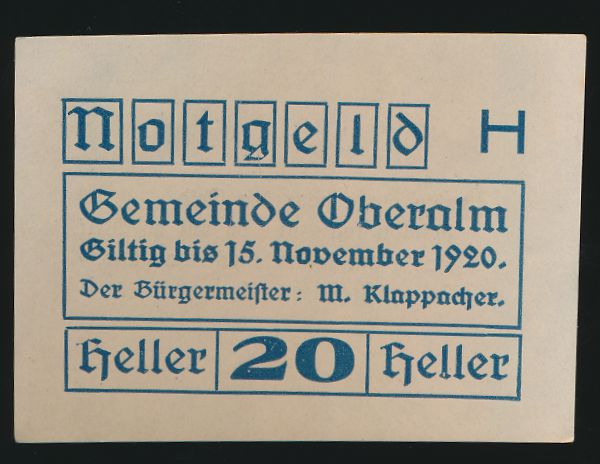 Notgeld H
Gemeinde Oberalm
Giltig bis 15. November 1920.
Der Bürgermeister: M. Klappacher.
Heller 20 Heller